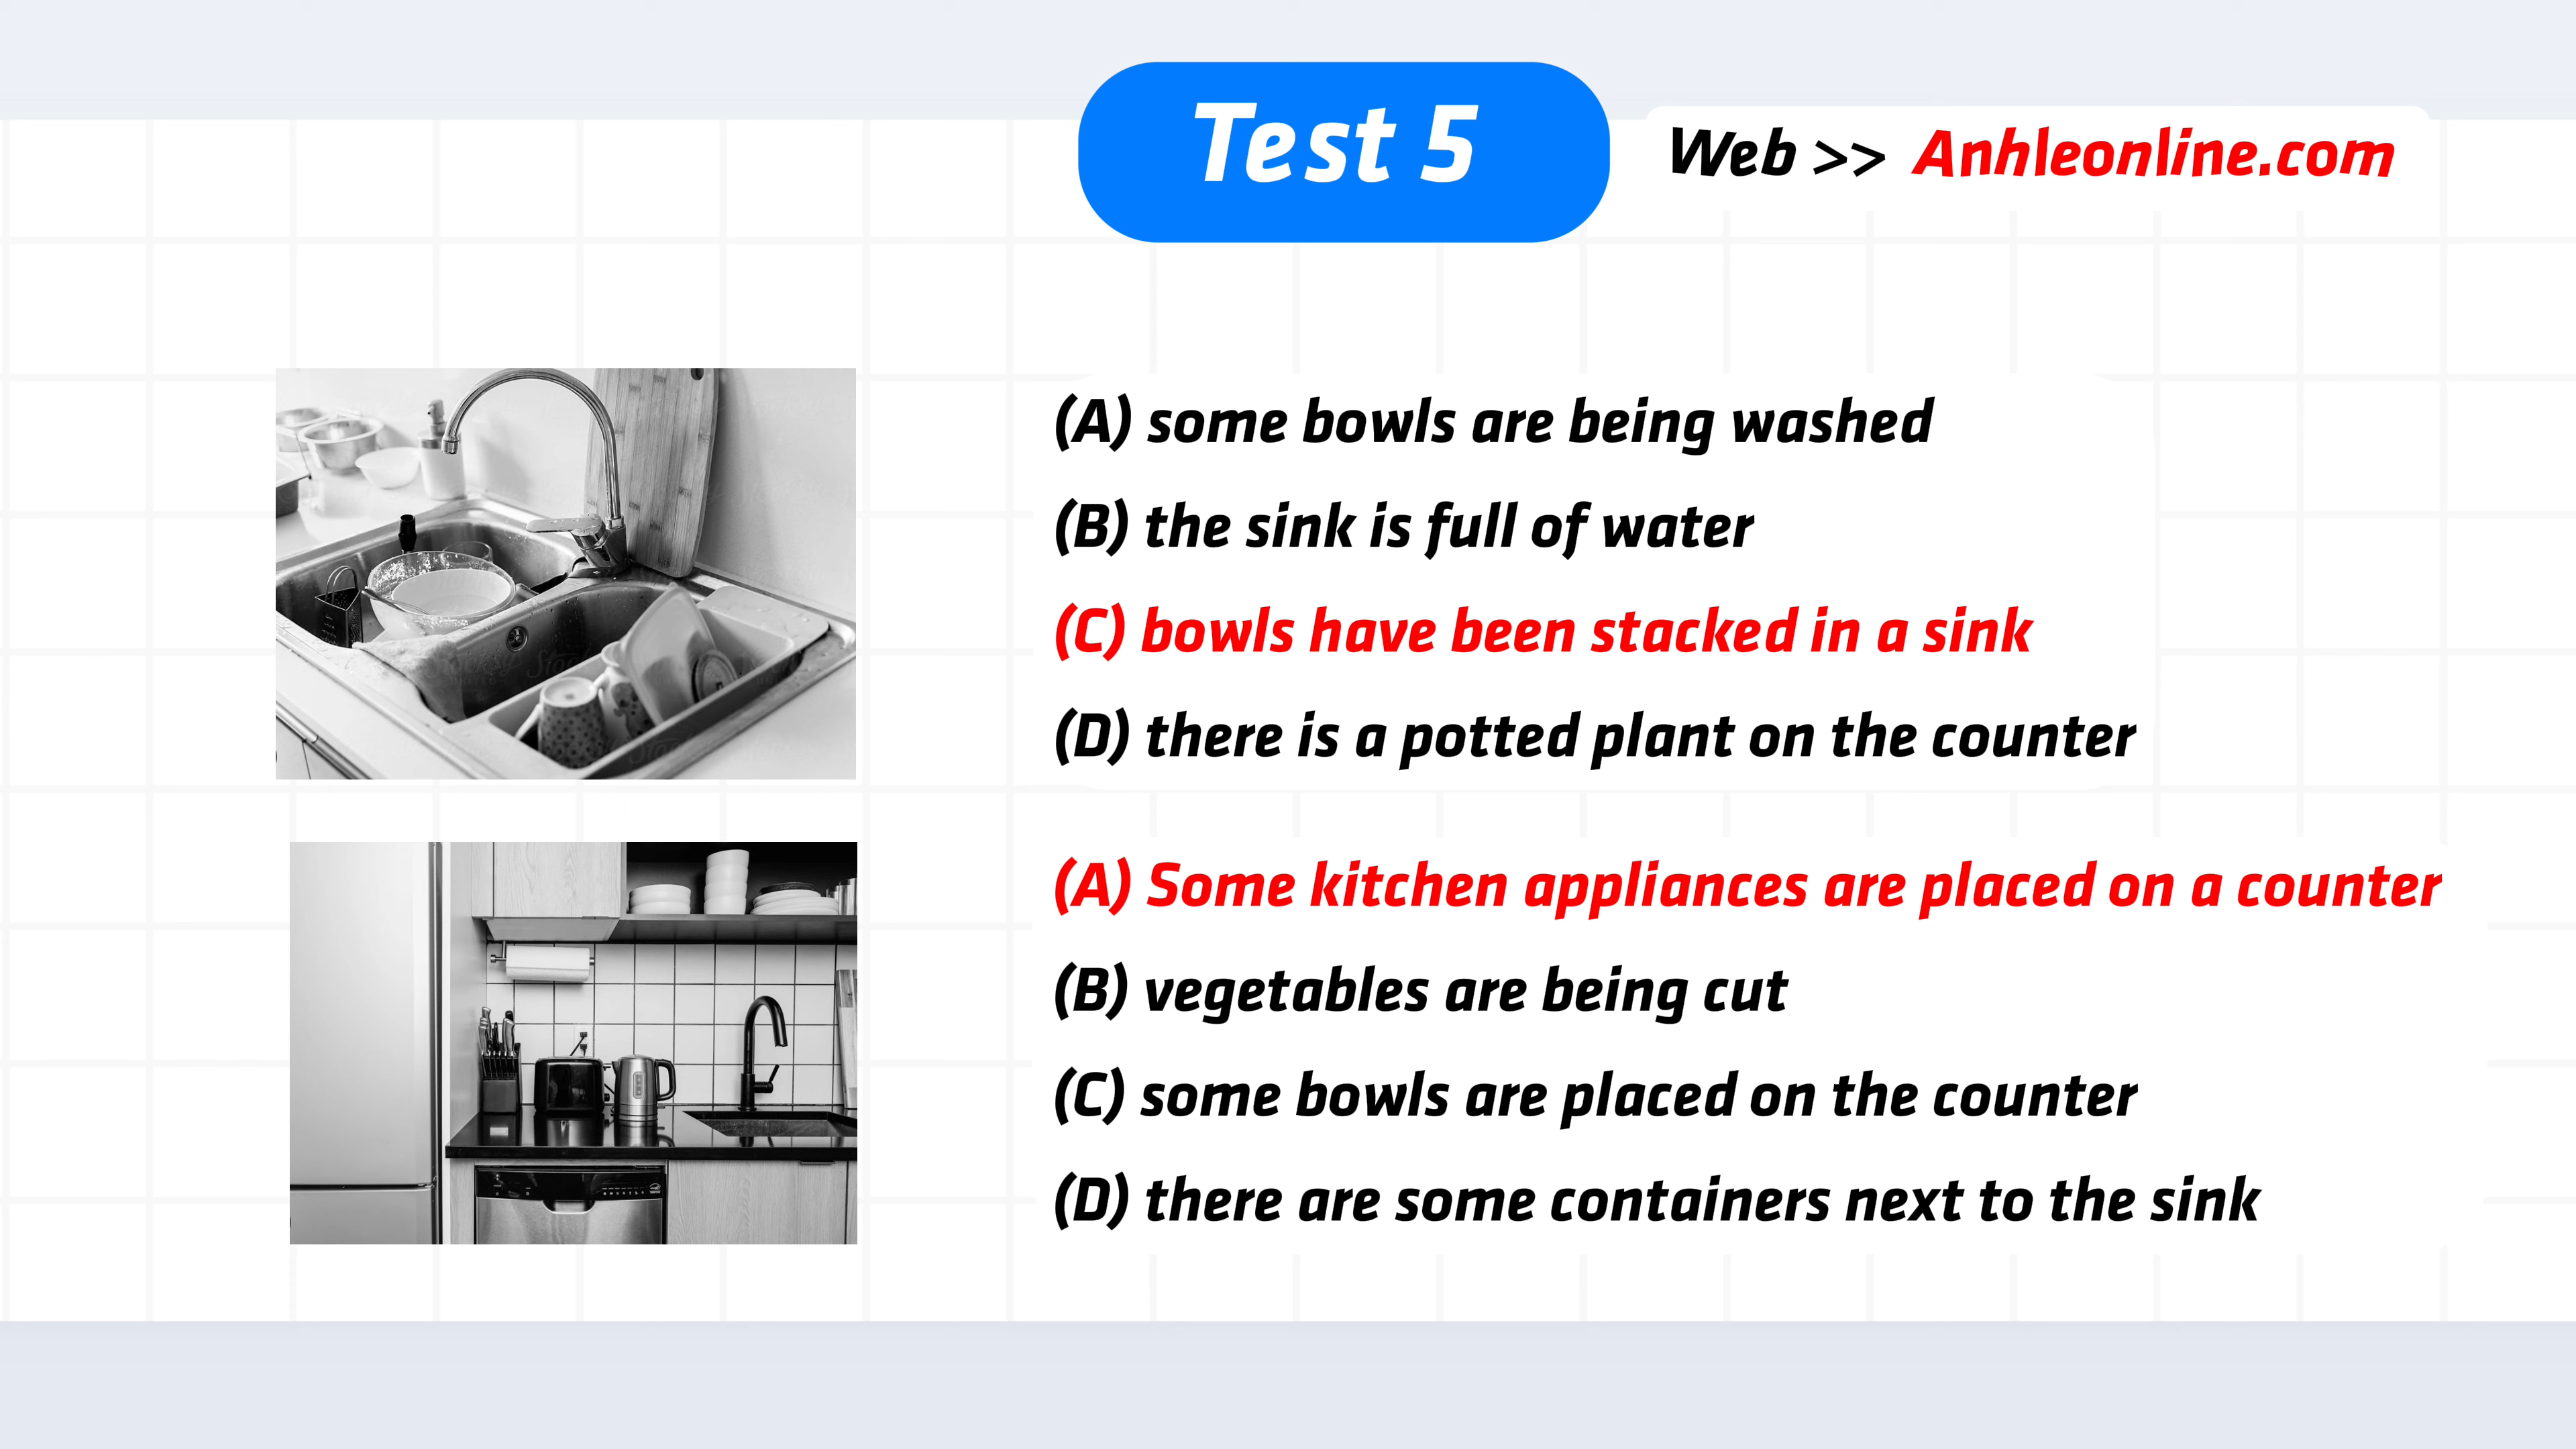 Test 5
Web >> Anhleonline.com
(A) some bowls are being washed
(B) the sink is full of water
(C) bowls have been stacked in a sink
(D) there is a potted plant on the counter
(A) Some kitchen appliances are placed on a counter
(B) vegetables are being cut
(C) some bowls are placed on the counter
(D) there are some containers next to the sink